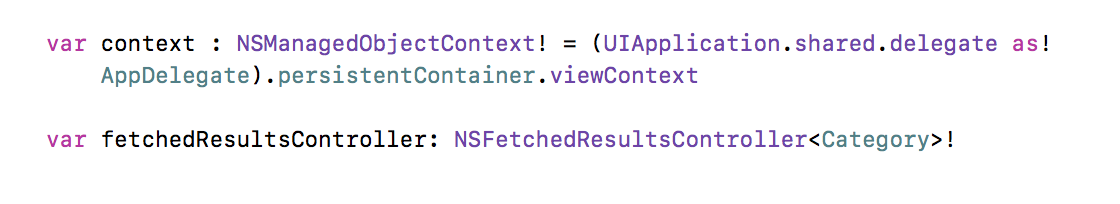 var context : NSManagedObjectContext! = (UIApplication.shared.delegate as!
AppDelegate).persistentContainer.viewContext
var fetchedResultsController: NSFetchedResultsController<Category>!